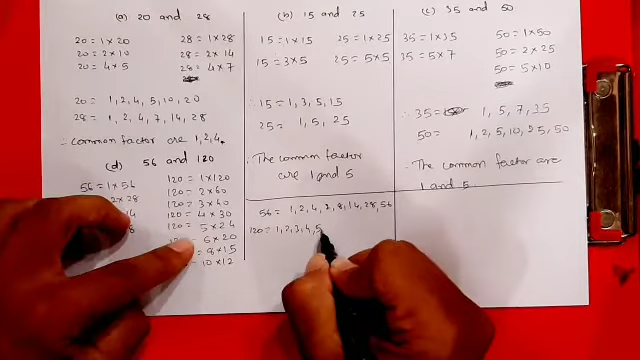 (a) 20 and 28
20 = 1×20
28 = 1×28
20 = 2×10
28 = 2×14
20 = 4×5
28 = 4×7
20 = 1, 2, 4, 5, 10, 20
28 = 1, 2, 4, 7, 14, 28
∴ Common factor are 1, 2, 4.
(b) 15 and 25
15 = 1×15
25 = 1×25
15 = 3×5
25 = 5×5
∴ 15 = 1, 3, 5, 15
25 = 1, 5, 25
∴ The common factor
are 1 and 5
(c) 35 and 50
35 = 1×35
50 = 1×50
35 = 5×7
50 = 2×25
50 = 5×10
∴ 35 = 1, 5, 7, 35
50 = 1, 2, 5, 10, 25, 50
∴ The common factor are
1 and 5.
(d) 56 and 120
56 = 1×56
120 = 1×120
2×28
120 = 2×60
14
120 = 3×40
8
120 = 4×30
120 = 5×24
= 6×20
= 8×15
= 10×12
56 = 1, 2, 4, 7, 8, 14, 28, 56
120 = 1, 2, 3, 4, 5